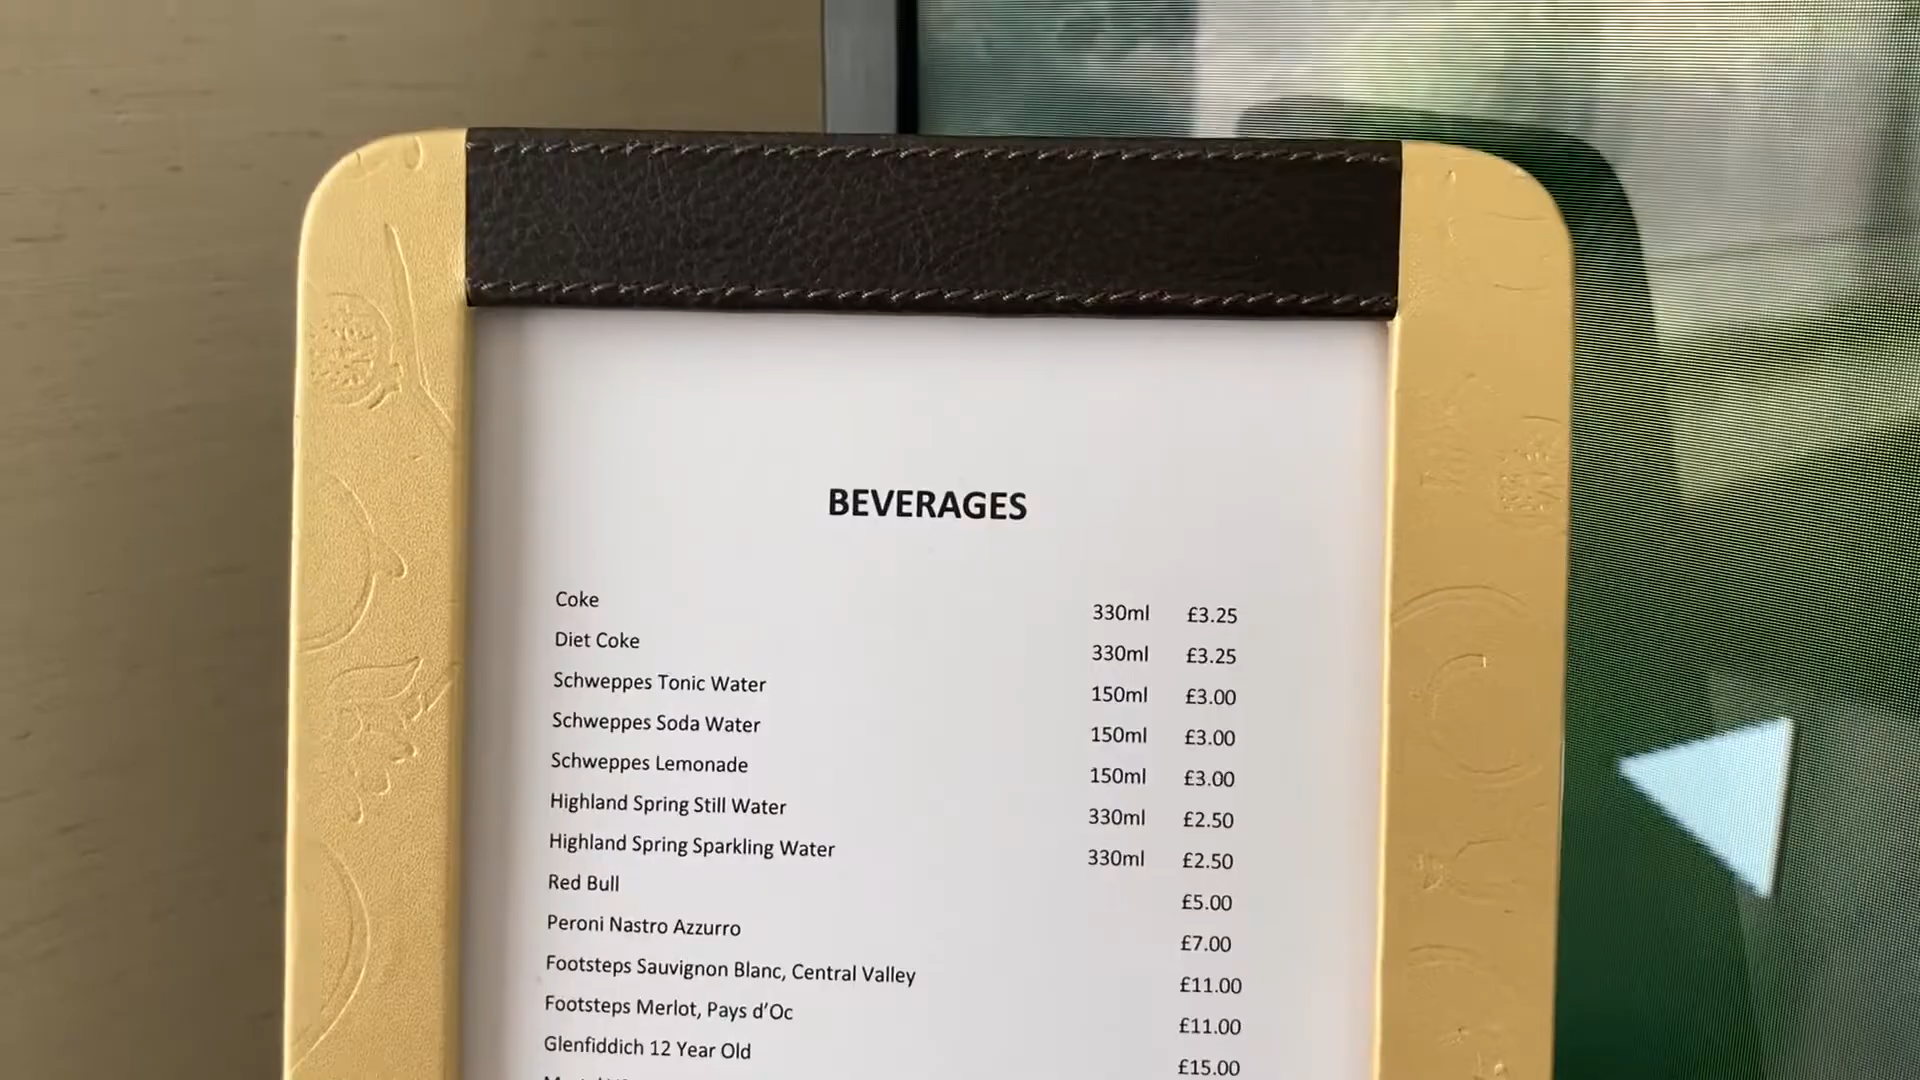 BEVERAGES
Coke 330ml £3.25
Diet Coke 330ml £3.25
Schweppes Tonic Water 150ml £3.00
Schweppes Soda Water 150ml £3.00
Schweppes Lemonade 150ml £3.00
Highland Spring Still Water 330ml £2.50
Highland Spring Sparkling Water 330ml £2.50
Red Bull £5.00
Peroni Nastro Azzurro £7.00
Footsteps Sauvignon Blanc, Central Valley £11.00
Footsteps Merlot, Pays d’Oc £11.00
Glenfiddich 12 Year Old £15.00